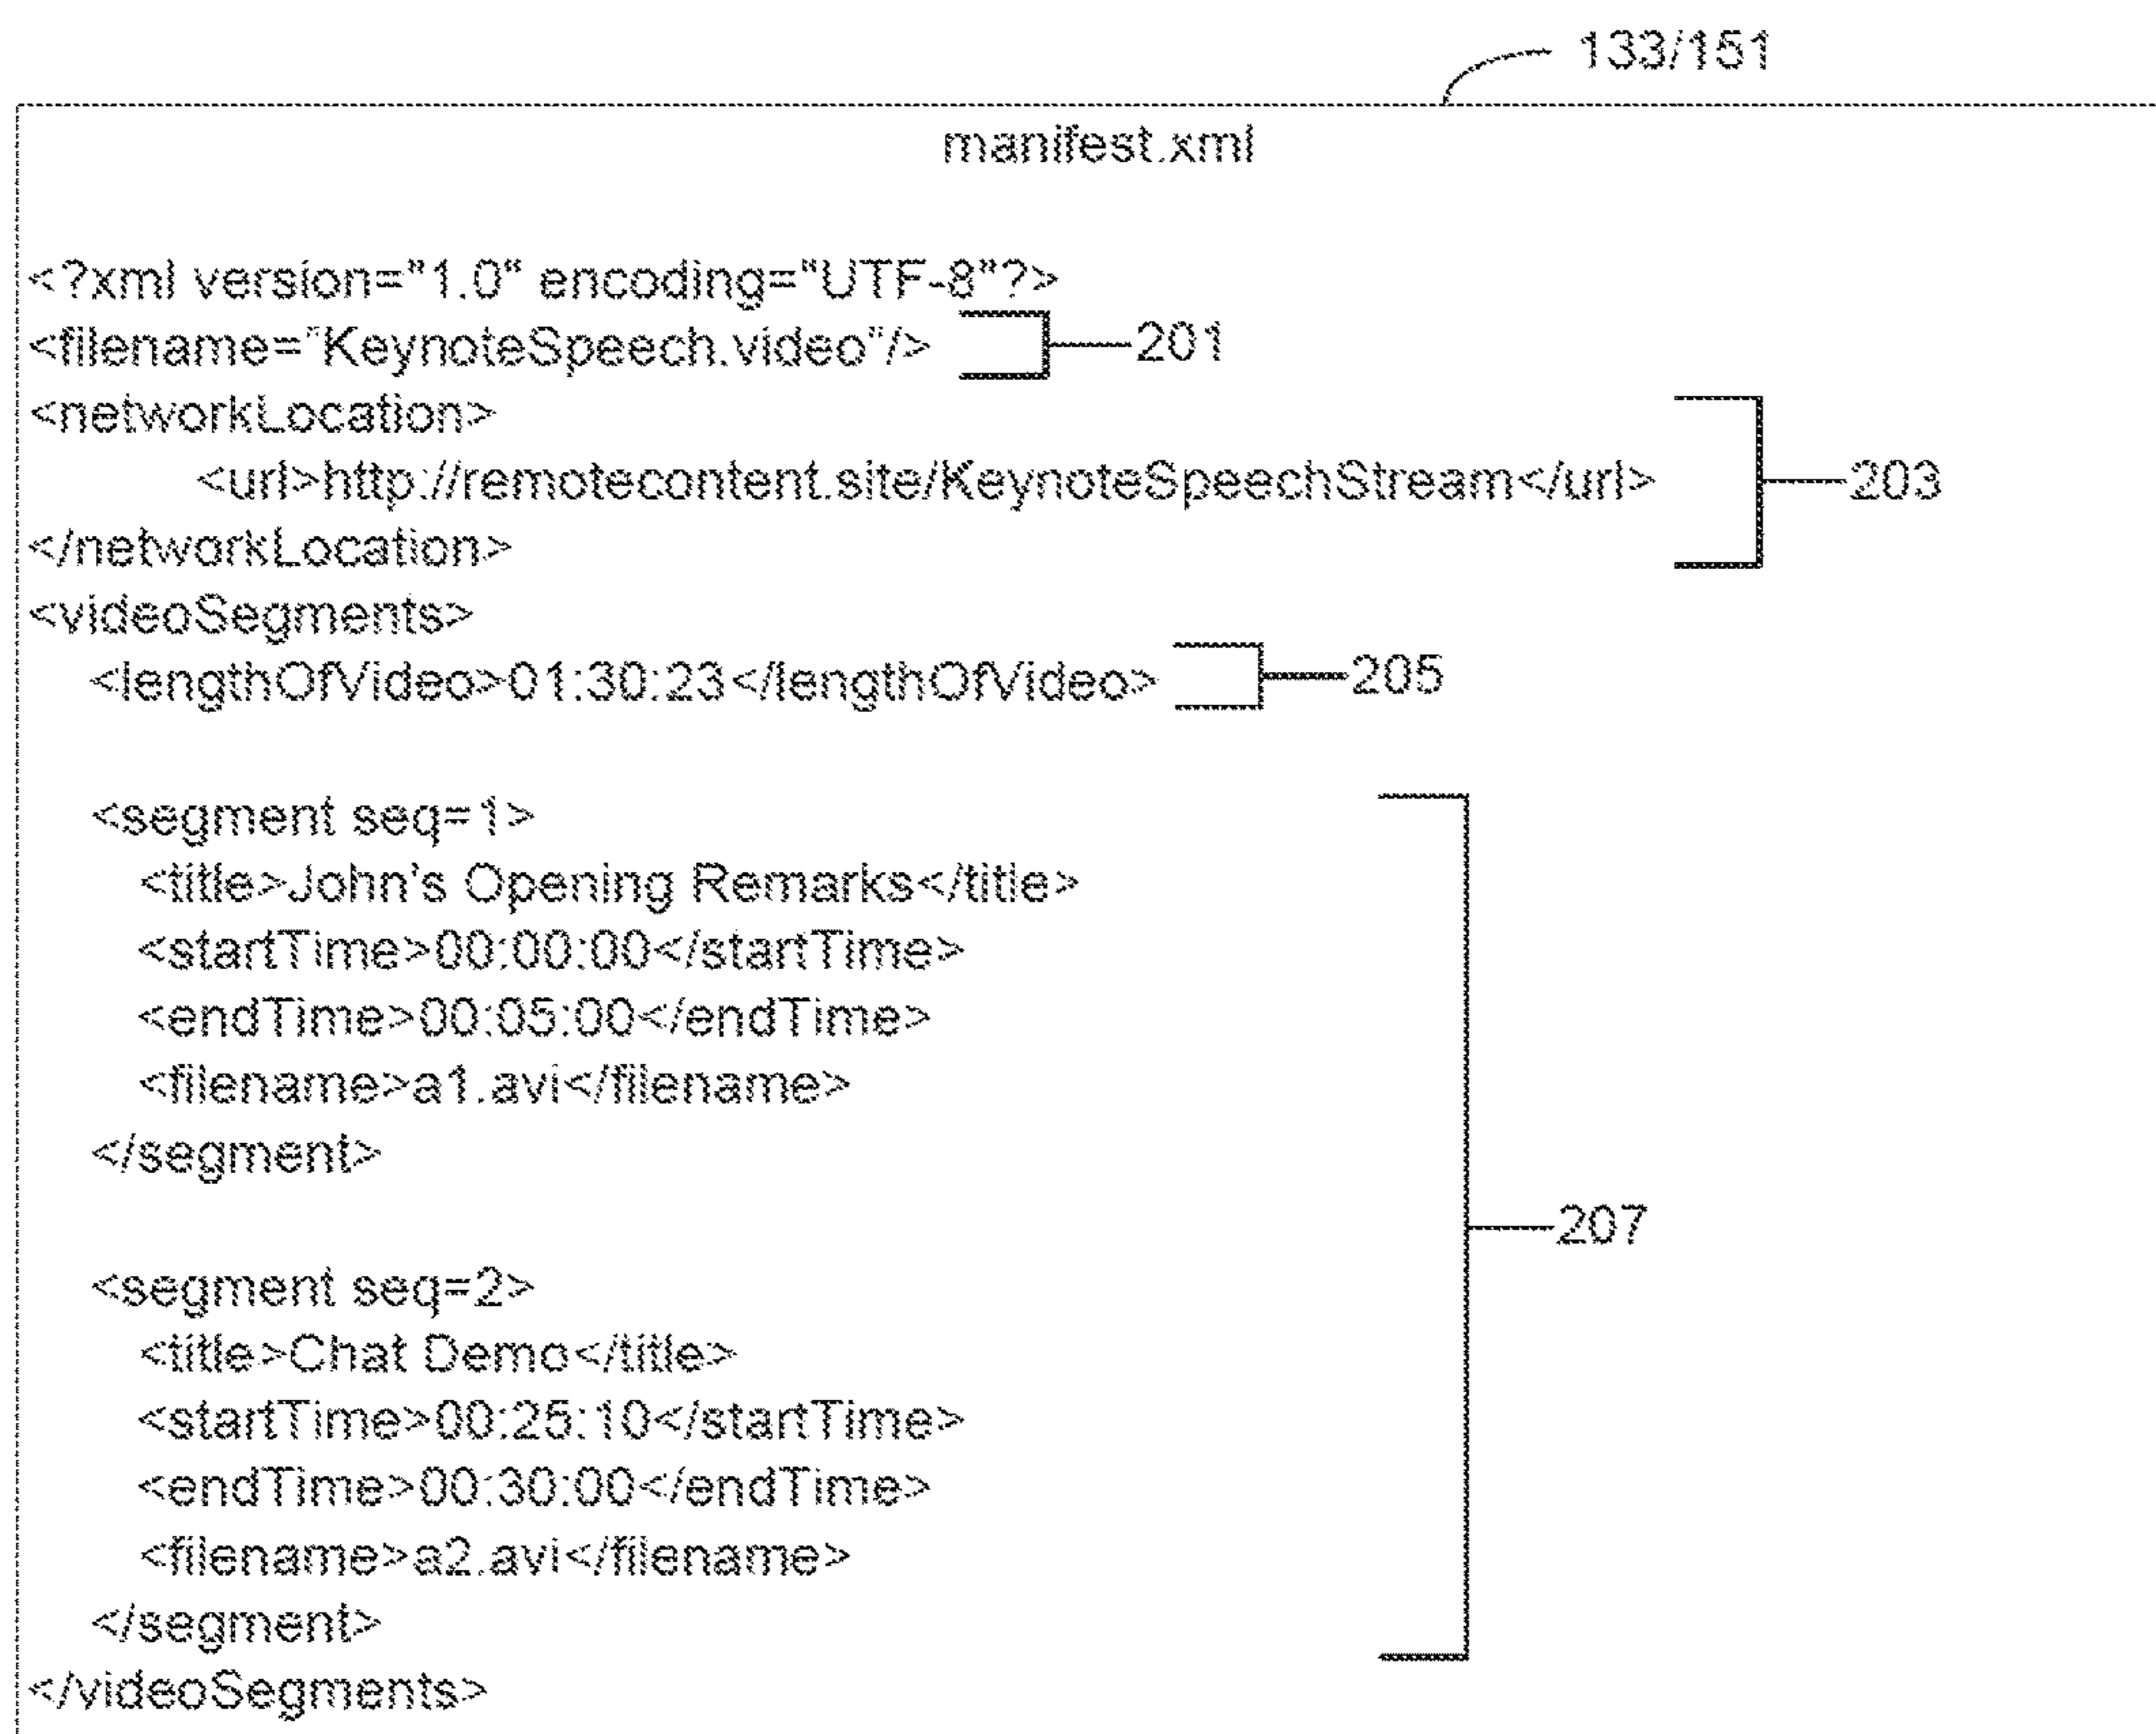 133/151
manifest.xml
<?xml version="1.0" encoding="UTF-8"?>
<filename="KeynoteSpeech.video"/> 201
<networkLocation>
<url>http://remotecontent.site/KeynoteSpeechStream</url> 203
</networkLocation>
<videoSegments>
<lengthOfVideo>01:30:23</lengthOfVideo> 205
<segment seq=1>
<title>John's Opening Remarks</title>
<startTime>00:00:00</startTime>
<endTime>00:05:00</endTime>
<filename>a1.avi</filename>
</segment>
207
<segment seq=2>
<title>Chat Demo</title>
<startTime>00:25:10</startTime>
<endTime>00:30:00</endTime>
<filename>a2.avi</filename>
</segment>
</videoSegments>